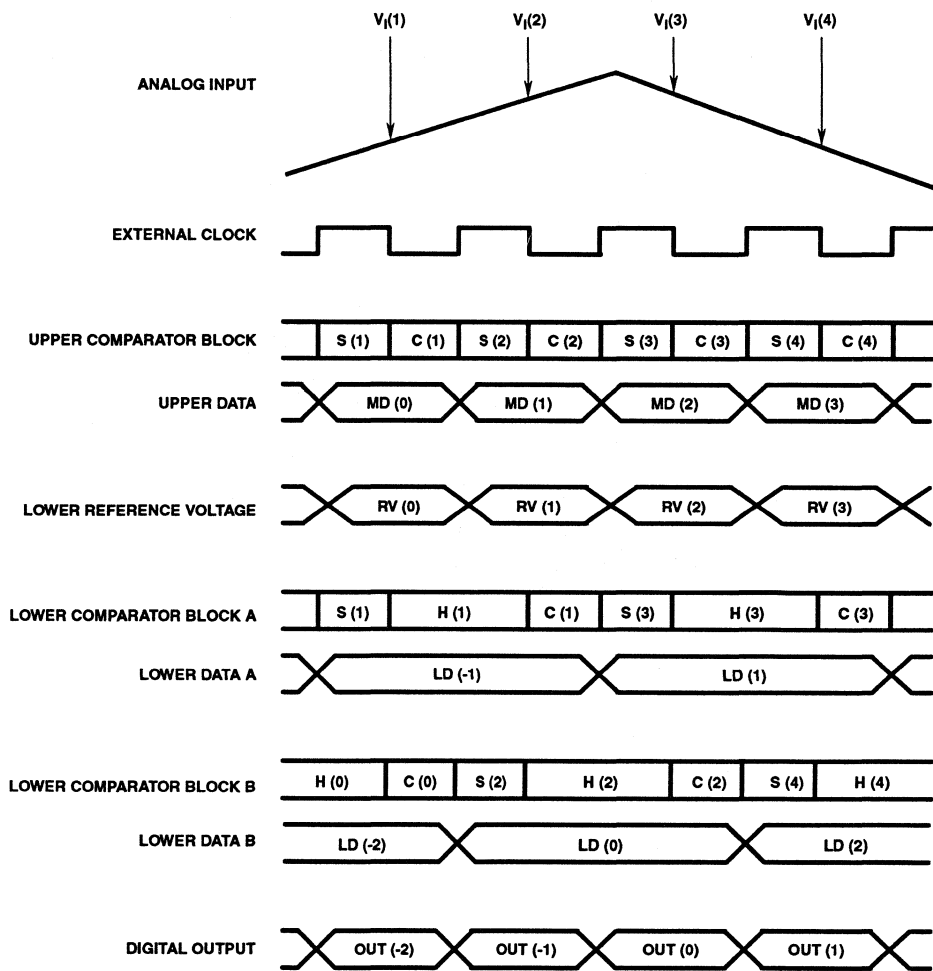 V_I(1) V_I(2) V_I(3) V_I(4)
ANALOG INPUT
EXTERNAL CLOCK
UPPER COMPARATOR BLOCK S (1) C (1) S (2) C (2) S (3) C (3) S (4) C (4)
UPPER DATA MD (0) MD (1) MD (2) MD (3)
LOWER REFERENCE VOLTAGE RV (0) RV (1) RV (2) RV (3)
LOWER COMPARATOR BLOCK A S (1) H (1) C (1) S (3) H (3) C (3)
LOWER DATA A LD (-1) LD (1)
LOWER COMPARATOR BLOCK B H (0) C (0) S (2) H (2) C (2) S (4) H (4)
LOWER DATA B LD (-2) LD (0) LD (2)
DIGITAL OUTPUT OUT (-2) OUT (-1) OUT (0) OUT (1)